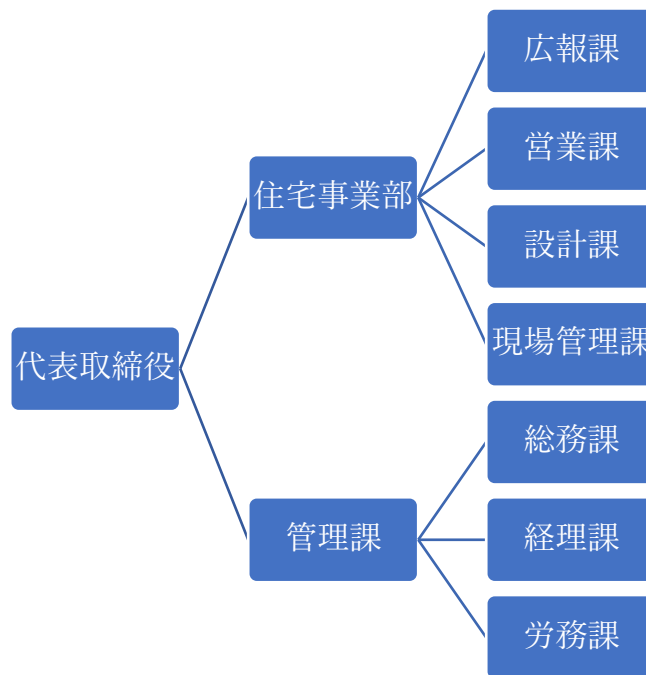 代表取締役
住宅事業部
広報課
営業課
設計課
現場管理課
管理課
総務課
経理課
労務課